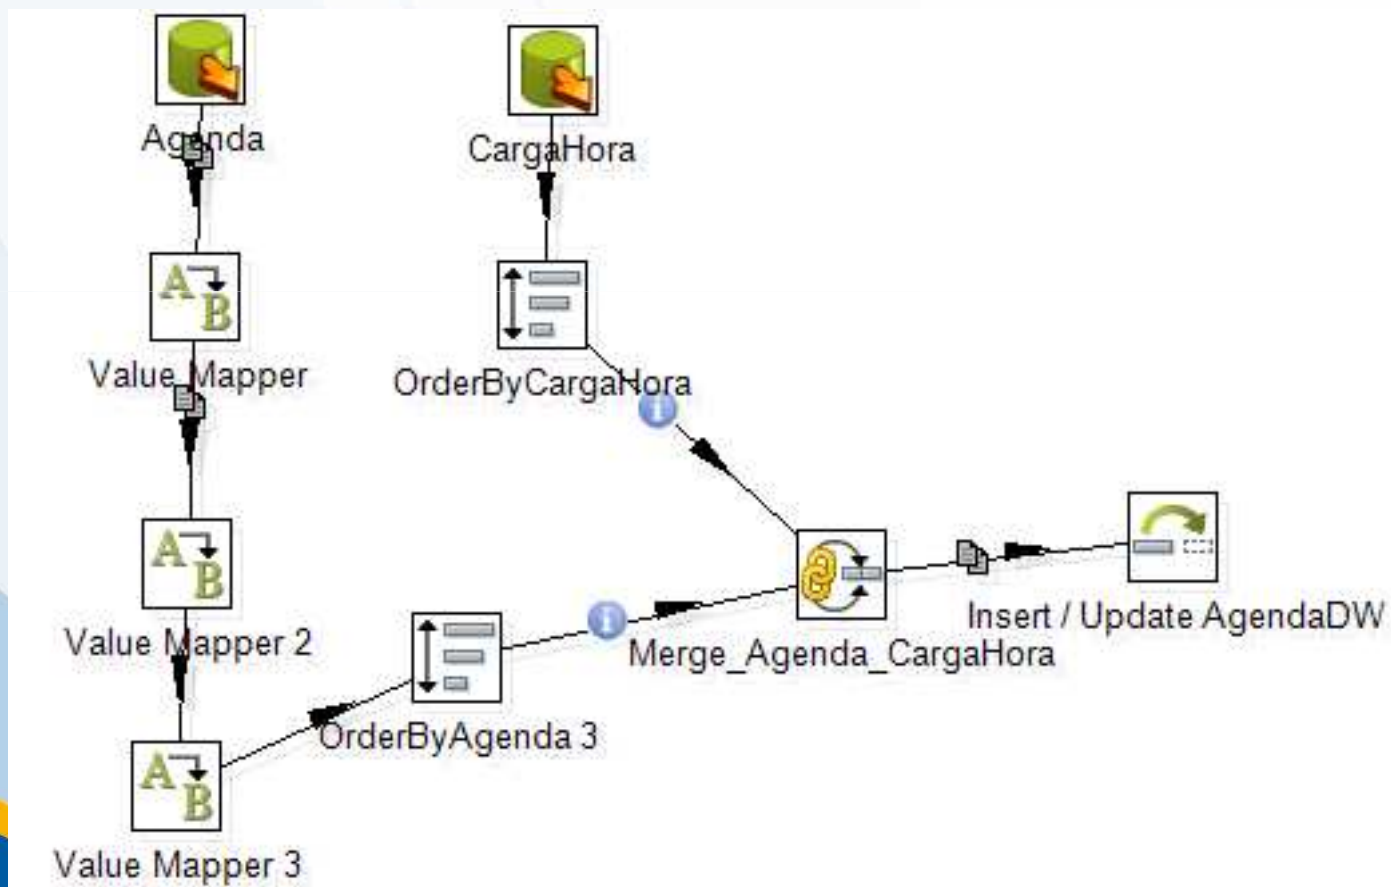 Agenda
CargaHora
Value Mapper
OrderByCargaHora
Value Mapper 2
Insert / Update AgendaDW
Merge_Agenda_CargaHora
OrderByAgenda 3
Value Mapper 3